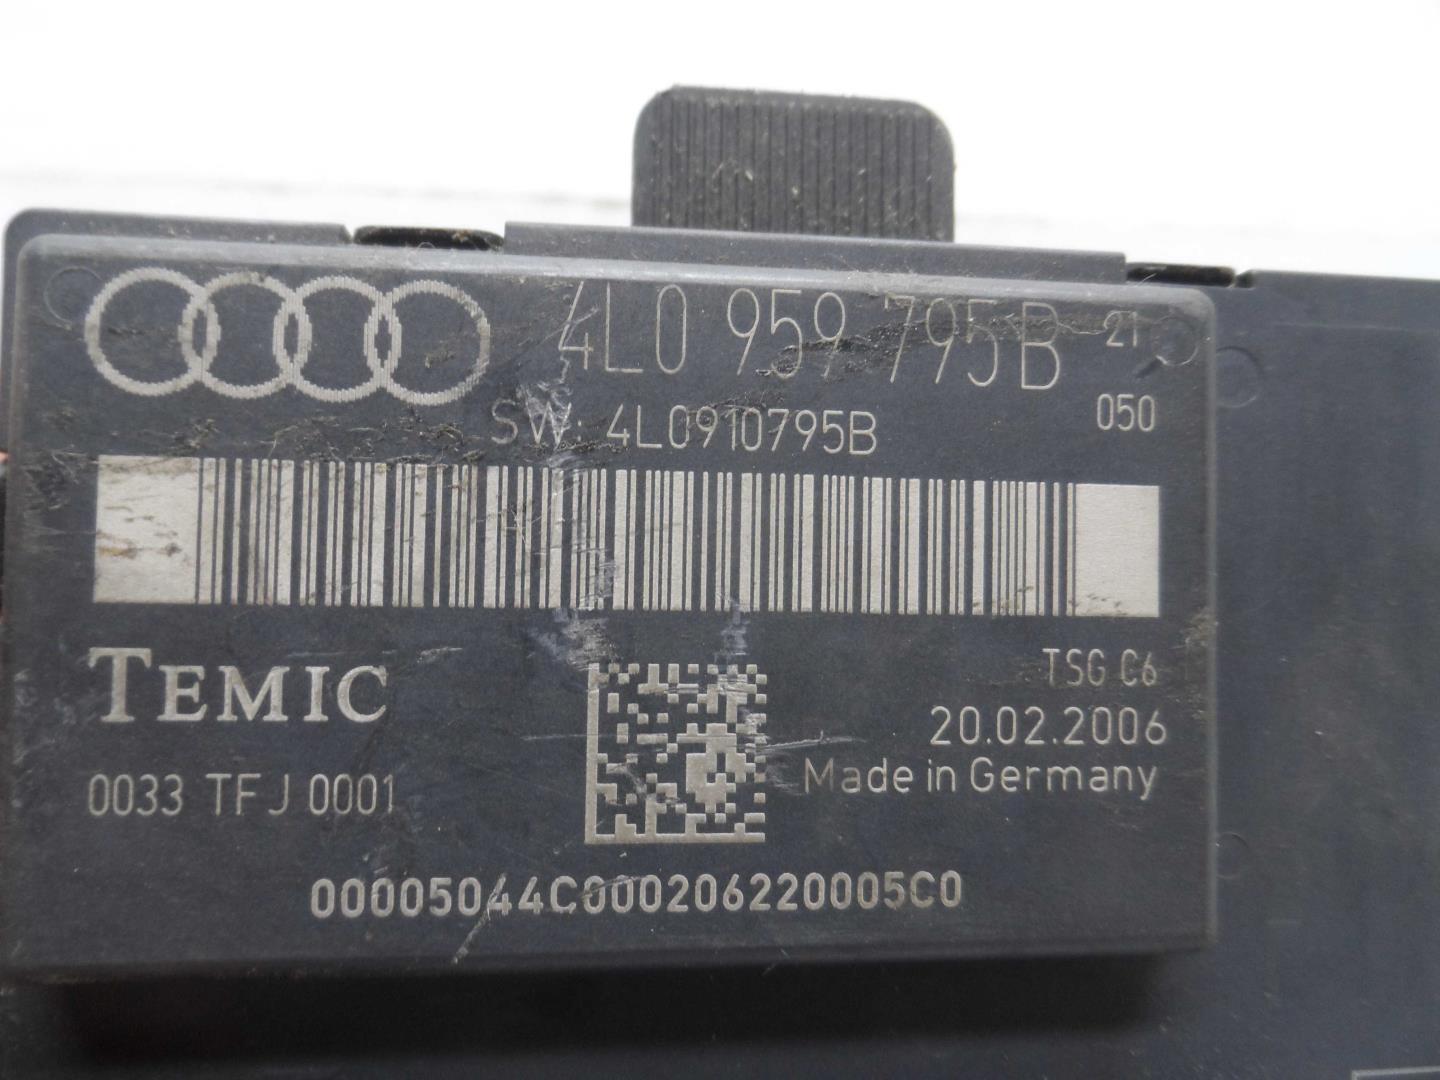 4L0 959 795B 21
SW: 4L0910795B 050
TEMIC
TSG C6
20.02.2006
Made in Germany
0033 TFJ 0001
00005044C000206220005C0